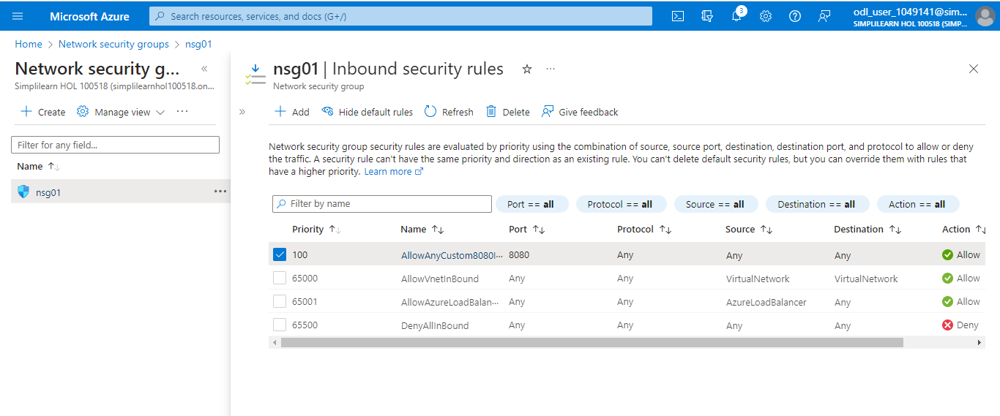 Microsoft Azure
Search resources, services, and docs (G+/)
3
odl_user_1049141@sim...
SIMPLILEARN HOL 100518 (SIMP...
Home > Network security groups > nsg01
Network security g... «
Simplilearn HOL 100518 (simplilearnhol100518.on...
+ Create Manage view ···
Filter for any field...
Name ↑↓
nsg01 ···
nsg01 | Inbound security rules ☆ ···
Network security group
» + Add Hide default rules Refresh Delete Give feedback
Network security group security rules are evaluated by priority using the combination of source, source port, destination, destination port, and protocol to allow or deny
the traffic. A security rule can't have the same priority and direction as an existing rule. You can't delete default security rules, but you can override them with rules that
have a higher priority. Learn more
Filter by name Port == all Protocol == all Source == all Destination == all Action == all
Priority ↑↓ Name ↑↓ Port ↑↓ Protocol ↑↓ Source ↑↓ Destination ↑↓ Action ↑↓
100 AllowAnyCustom8080I··· 8080 Any Any Any Allow
65000 AllowVnetInBound Any Any VirtualNetwork VirtualNetwork Allow
65001 AllowAzureLoadBalan··· Any Any AzureLoadBalancer Any Allow
65500 DenyAllInBound Any Any Any Any Deny